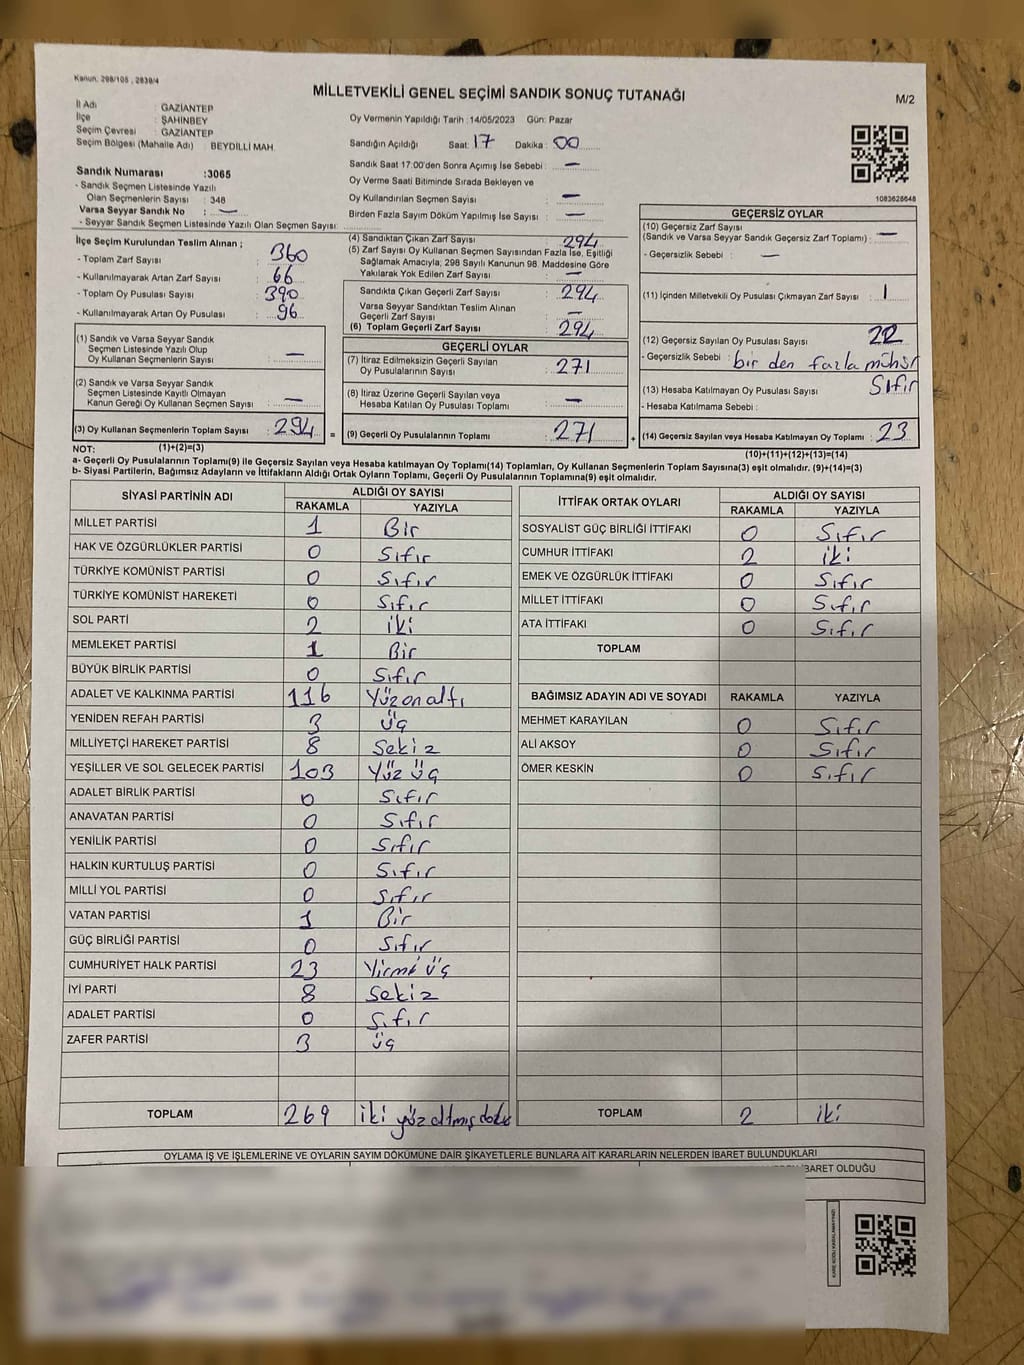 Kanun: 298/105 , 2839/4
MİLLETVEKİLİ GENEL SEÇİMİ SANDIK SONUÇ TUTANAĞI
M/2
İl Adı : GAZİANTEP
İlçe : ŞAHİNBEY
Seçim Çevresi : GAZİANTEP
Seçim Bölgesi (Mahalle Adı) : BEYDİLLİ MAH.
Oy Vermenin Yapıldığı Tarih : 14/05/2023 Gün: Pazar
Sandığın Açıldığı Saat: 17 Dakika : 00
Sandık Saat 17:00'den Sonra Açılmış İse Sebebi : —
Oy Verme Saati Bitiminde Sırada Bekleyen ve
Oy Kullandırılan Seçmenlerin Sayısı : —
Birden Fazla Sayım Döküm Yapılmış İse Sayısı : —
1083628648
Sandık Numarası :3065
- Sandık Seçmen Listesinde Yazılı
Olan Seçmenlerin Sayısı : 348
Varsa Seyyar Sandık No : —
- Seyyar Sandık Seçmen Listesinde Yazılı Olan Seçmen Sayısı:
İlçe Seçim Kurulundan Teslim Alınan ;
- Toplam Zarf Sayısı : 360
- Kullanılmayarak Artan Zarf Sayısı : 66
- Toplam Oy Pusulası Sayısı : 390
- Kullanılmayarak Artan Oy Pusulası : 96
(1) Sandık ve Varsa Seyyar Sandık
Seçmen Listesinde Yazılı Olup
Oy Kullanan Seçmenlerin Sayısı : —
(2) Sandık ve Varsa Seyyar Sandık
Seçmen Listesinde Kayıtlı Olmayan
Kanun Gereği Oy Kullanan Seçmen Sayısı : —
(3) Oy Kullanan Seçmenlerin Toplam Sayısı : 294 =
(1)+(2)=(3)
(4) Sandıktan Çıkan Zarf Sayısı : 294
(5) Zarf Sayısı Oy Kullanan Seçmen Sayısından Fazla İse, Eşitliği
Sağlamak Amacıyla; 298 Sayılı Kanunun 98. Maddesine Göre
Yakılarak Yok Edilen Zarf Sayısı : —
Sandıkta Çıkan Geçerli Zarf Sayısı : 294
Varsa Seyyar Sandıktan Teslim Alınan
Geçerli Zarf Sayısı : —
(6) Toplam Geçerli Zarf Sayısı : 294
GEÇERLİ OYLAR
(7) İtiraz Edilmeksizin Geçerli Sayılan
Oy Pusulalarının Sayısı : 271
(8) İtiraz Üzerine Geçerli Sayılan veya
Hesaba Katılan Oy Pusulası Toplamı : —
(9) Geçerli Oy Pusulalarının Toplamı : 271 +
GEÇERSİZ OYLAR
(10) Geçersiz Zarf Sayısı
(Sandık ve Varsa Seyyar Sandık Geçersiz Zarf Toplamı) : —
- Geçersizlik Sebebi : —
(11) İçinden Milletvekili Oy Pusulası Çıkmayan Zarf Sayısı : 1
(12) Geçersiz Sayılan Oy Pusulası Sayısı : 22
- Geçersizlik Sebebi : bir den fazla mühür
(13) Hesaba Katılmayan Oy Pusulası Sayısı : Sıfır
- Hesaba Katılmama Sebebi :
(14) Geçersiz Sayılan veya Hesaba Katılmayan Oy Toplamı : 23
(10)+(11)+(12)+(13)=(14)
NOT:
a- Geçerli Oy Pusulalarının Toplamı(9) ile Geçersiz Sayılan veya Hesaba katılmayan Oy Toplamı(14) Toplamları, Oy Kullanan Seçmenlerin Toplam Sayısına(3) eşit olmalıdır. (9)+(14)=(3)
b- Siyasi Partilerin, Bağımsız Adayların ve İttifakların Aldığı Ortak Oyların Toplamı, Geçerli Oy Pusulalarının Toplamına(9) eşit olmalıdır.
SİYASİ PARTİNİN ADI ALDIĞI OY SAYISI
RAKAMLA YAZIYLA
MİLLET PARTİSİ 1 Bir
HAK VE ÖZGÜRLÜKLER PARTİSİ 0 Sıfır
TÜRKİYE KOMÜNİST PARTİSİ 0 Sıfır
TÜRKİYE KOMÜNİST HAREKETİ 0 Sıfır
SOL PARTİ 2 iki
MEMLEKET PARTİSİ 1 Bir
BÜYÜK BİRLİK PARTİSİ 0 Sıfır
ADALET VE KALKINMA PARTİSİ 116 Yüz on altı
YENİDEN REFAH PARTİSİ 3 üç
MİLLİYETÇİ HAREKET PARTİSİ 8 Sekiz
YEŞİLLER VE SOL GELECEK PARTİSİ 103 Yüz üç
ADALET BİRLİK PARTİSİ 0 Sıfır
ANAVATAN PARTİSİ 0 Sıfır
YENİLİK PARTİSİ 0 Sıfır
HALKIN KURTULUŞ PARTİSİ 0 Sıfır
MİLLİ YOL PARTİSİ 0 Sıfır
VATAN PARTİSİ 1 Bir
GÜÇ BİRLİĞİ PARTİSİ 0 Sıfır
CUMHURİYET HALK PARTİSİ 23 Yirmi üç
İYİ PARTİ 8 Sekiz
ADALET PARTİSİ 0 Sıfır
ZAFER PARTİSİ 3 üç
TOPLAM 269 iki yüz altmış dokuz
İTTİFAK ORTAK OYLARI ALDIĞI OY SAYISI
RAKAMLA YAZIYLA
SOSYALİST GÜÇ BİRLİĞİ İTTİFAKI 0 Sıfır
CUMHUR İTTİFAKI 2 iki
EMEK VE ÖZGÜRLÜK İTTİFAKI 0 Sıfır
MİLLET İTTİFAKI 0 Sıfır
ATA İTTİFAKI 0 Sıfır
TOPLAM
BAĞIMSIZ ADAYIN ADI VE SOYADI RAKAMLA YAZIYLA
MEHMET KARAYILAN 0 Sıfır
ALİ AKSOY 0 Sıfır
ÖMER KESKİN 0 Sıfır
TOPLAM 2 iki
OYLAMA İŞ VE İŞLEMLERİNE VE OYLARIN SAYIM DÖKÜMÜNE DAİR ŞİKAYETLERLE BUNLARA AİT KARARLARIN NELERDEN İBARET BULUNDUKLARI
İBARET OLDUĞU